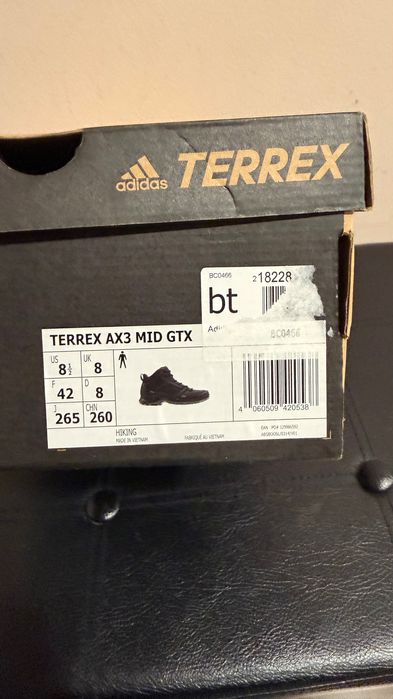 adidas TERREX
BC0466 218228
bt
BC0466
TERREX AX3 MID GTX
US 8½ UK 8
F 42 D 8
J 265 CHN 260
4 060509 420538
HIKING
MADE IN VIETNAM FABRIQUÉ AU VIETNAM